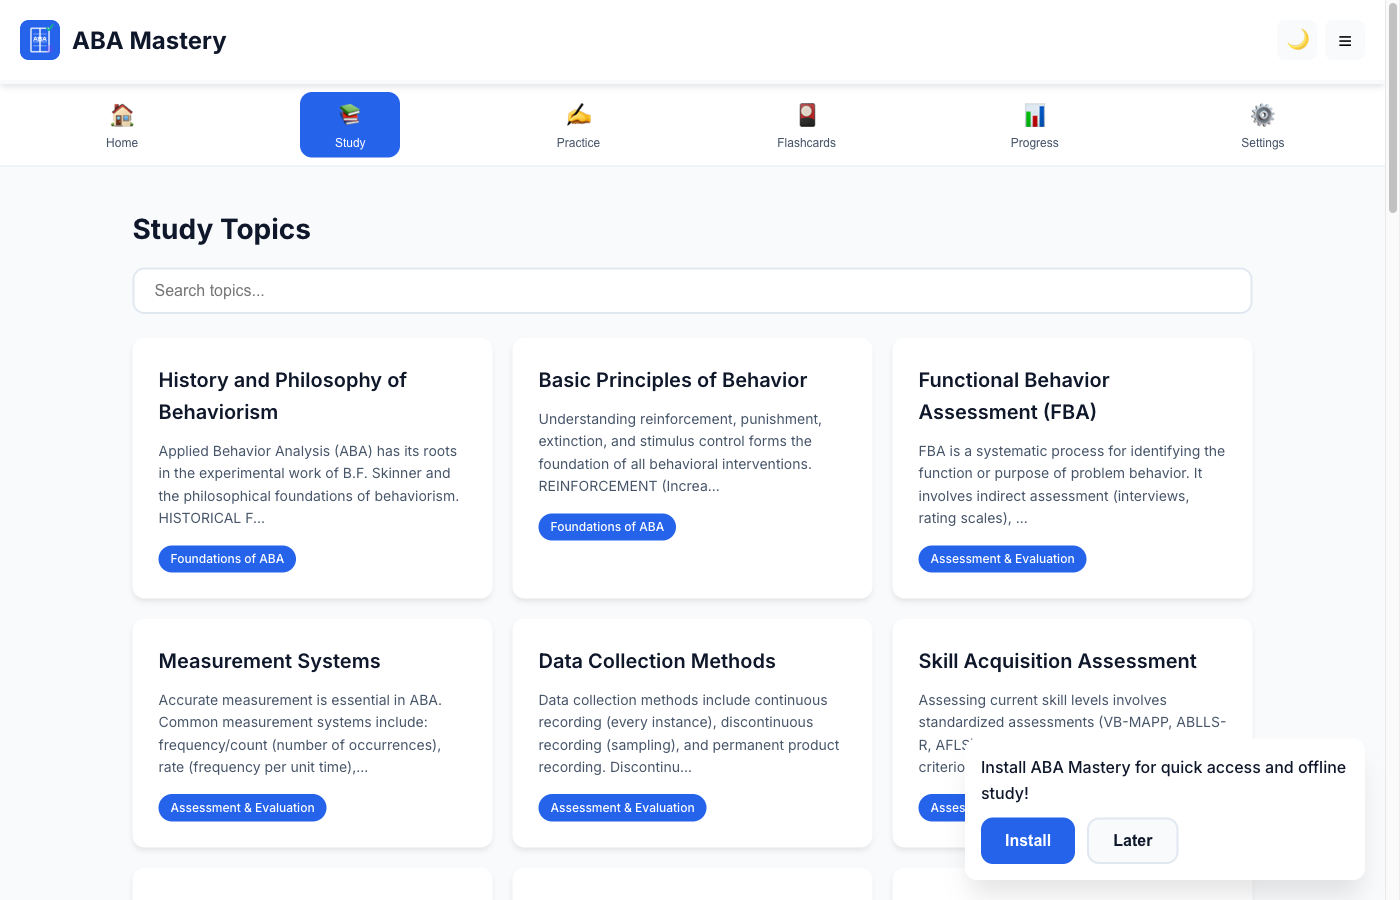 ABA
ABA Mastery
Home
Study
Practice
Flashcards
Progress
Settings
Study Topics
Search topics...
History and Philosophy of
Behaviorism
Applied Behavior Analysis (ABA) has its roots
in the experimental work of B.F. Skinner and
the philosophical foundations of behaviorism.
HISTORICAL F...
Foundations of ABA
Basic Principles of Behavior
Understanding reinforcement, punishment,
extinction, and stimulus control forms the
foundation of all behavioral interventions.
REINFORCEMENT (Increa...
Foundations of ABA
Functional Behavior
Assessment (FBA)
FBA is a systematic process for identifying the
function or purpose of problem behavior. It
involves indirect assessment (interviews,
rating scales), ...
Assessment & Evaluation
Measurement Systems
Accurate measurement is essential in ABA.
Common measurement systems include:
frequency/count (number of occurrences),
rate (frequency per unit time),...
Assessment & Evaluation
Data Collection Methods
Data collection methods include continuous
recording (every instance), discontinuous
recording (sampling), and permanent product
recording. Discontinu...
Assessment & Evaluation
Skill Acquisition Assessment
Assessing current skill levels involves
standardized assessments (VB-MAPP, ABLLS-
R, AFLS
criterio
Asses
Install ABA Mastery for quick access and offline
study!
Install
Later